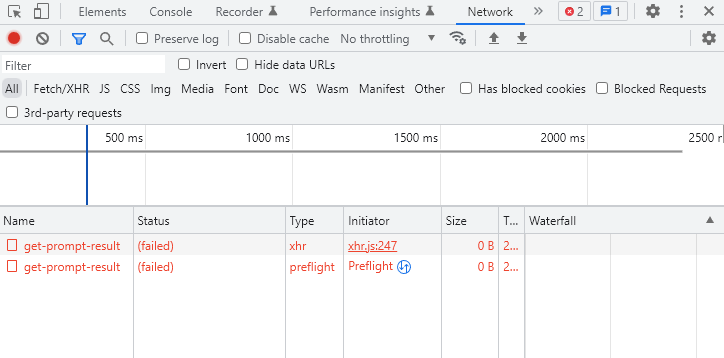 Elements Console Recorder Performance insights Network » 2 1
Preserve log Disable cache No throttling
Filter Invert Hide data URLs
All Fetch/XHR JS CSS Img Media Font Doc WS Wasm Manifest Other Has blocked cookies Blocked Requests
3rd-party requests
500 ms 1000 ms 1500 ms 2000 ms 2500
Name Status Type Initiator Size T... Waterfall
get-prompt-result (failed) xhr xhr.js:247 0 B 2...
get-prompt-result (failed) preflight Preflight 0 B 2...